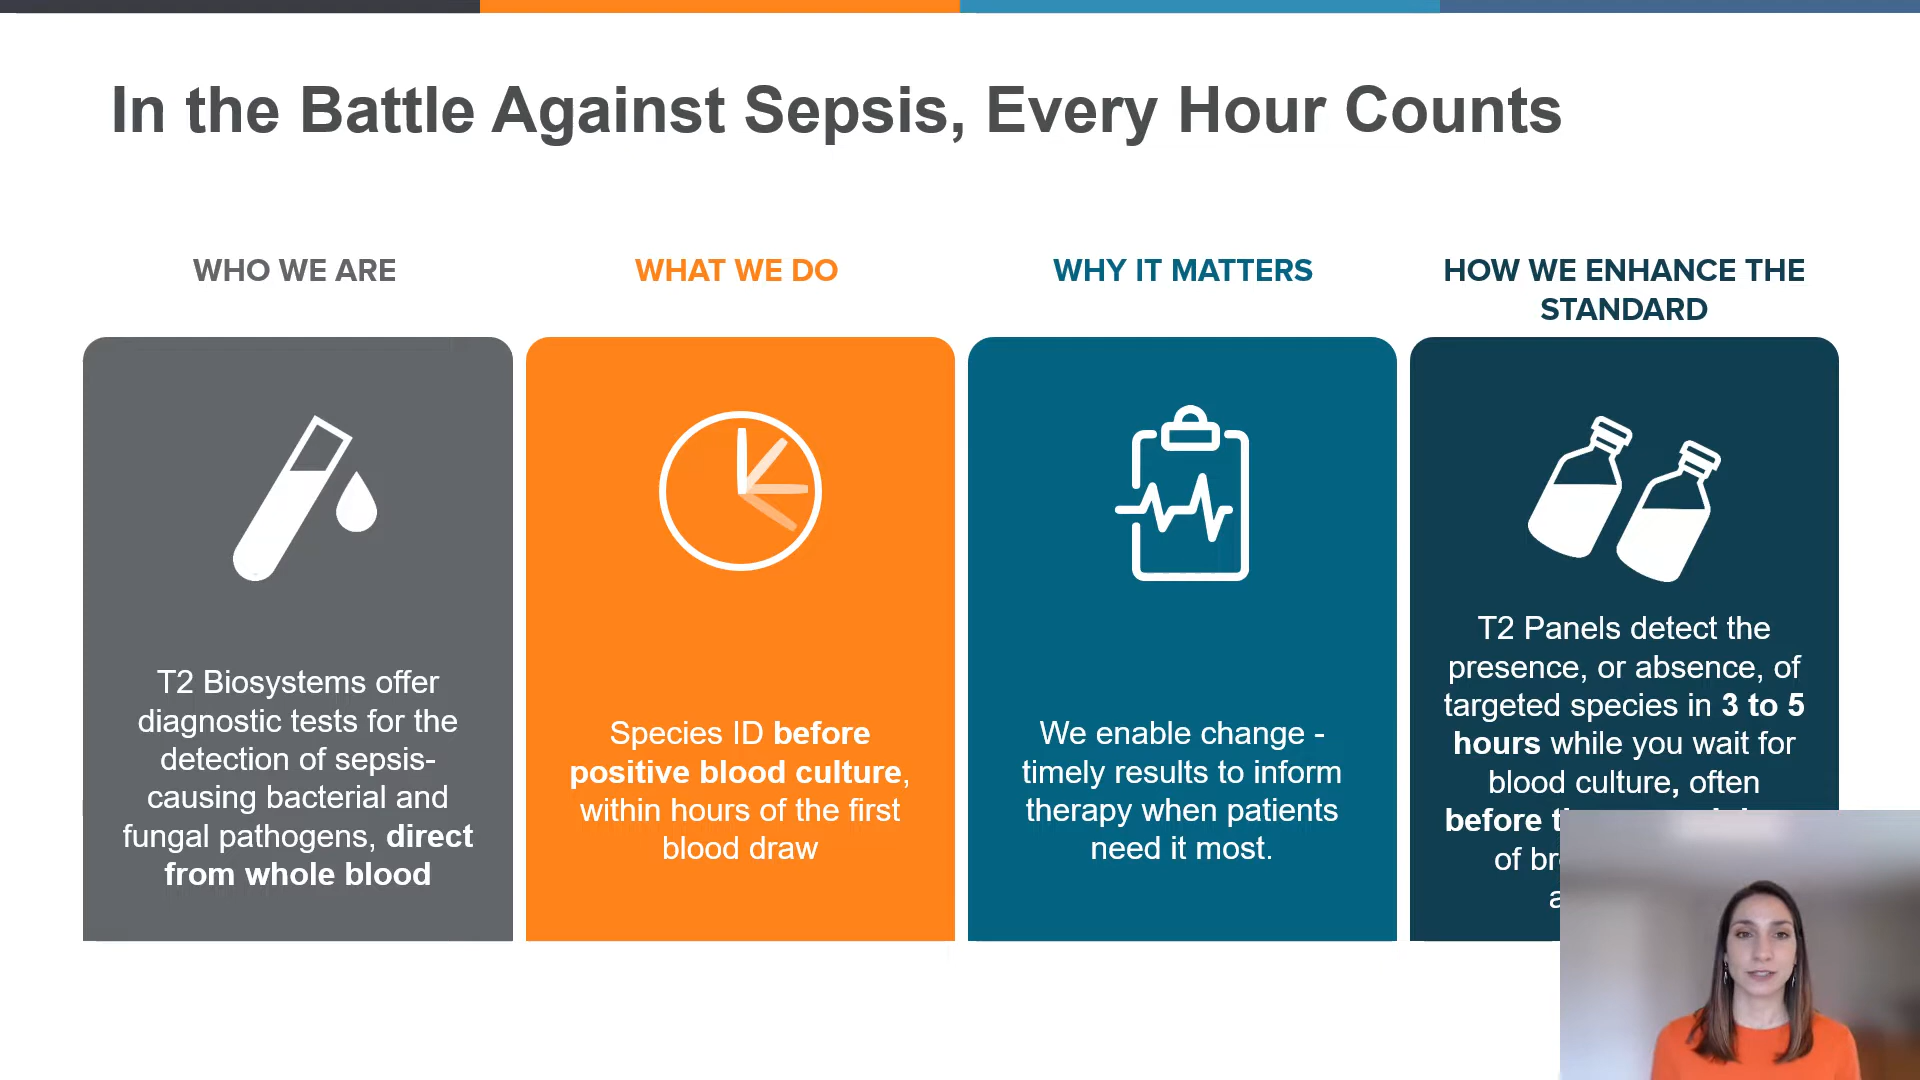 In the Battle Against Sepsis, Every Hour Counts
WHO WE ARE
T2 Biosystems offer
diagnostic tests for the
detection of sepsis-
causing bacterial and
fungal pathogens, direct
from whole blood
WHAT WE DO
Species ID before
positive blood culture,
within hours of the first
blood draw
WHY IT MATTERS
We enable change -
timely results to inform
therapy when patients
need it most.
HOW WE ENHANCE THE
STANDARD
T2 Panels detect the
presence, or absence, of
targeted species in 3 to 5
hours while you wait for
blood culture, often
before
of